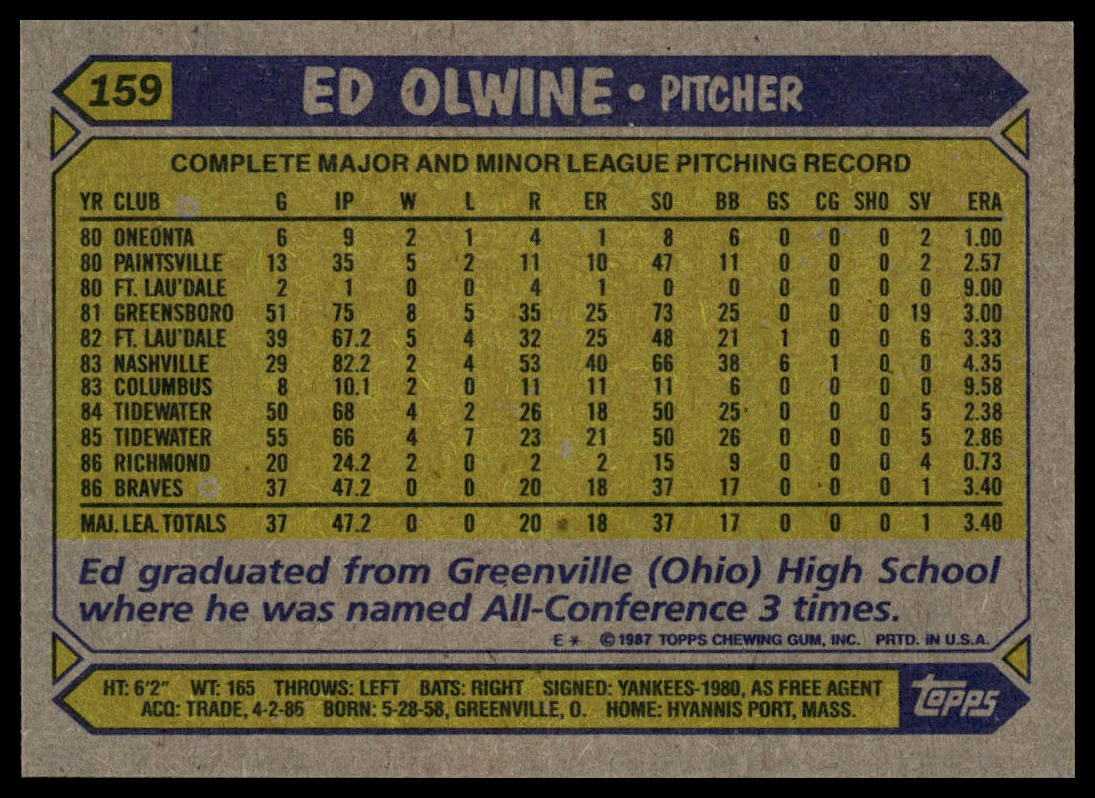 159 ED OLWINE • PITCHER
COMPLETE MAJOR AND MINOR LEAGUE PITCHING RECORD
YR CLUB G IP W L R ER SO BB GS CG SHO SV ERA
80 ONEONTA 6 9 2 1 4 1 8 6 0 0 0 2 1.00
80 PAINTSVILLE 13 35 5 2 11 10 47 11 0 0 0 2 2.57
80 FT. LAU'DALE 2 1 0 0 4 1 0 0 0 0 0 0 9.00
81 GREENSBORO 51 75 8 5 35 25 73 25 0 0 0 19 3.00
82 FT. LAU'DALE 39 67.2 5 4 32 25 48 21 1 0 0 6 3.33
83 NASHVILLE 29 82.2 2 4 53 40 66 38 6 1 0 0 4.35
83 COLUMBUS 8 10.1 2 0 11 11 11 6 0 0 0 0 9.58
84 TIDEWATER 50 68 4 2 26 18 50 25 0 0 0 5 2.38
85 TIDEWATER 55 66 4 7 23 21 50 26 0 0 0 5 2.86
86 RICHMOND 20 24.2 2 0 2 2 15 9 0 0 0 4 0.73
86 BRAVES 37 47.2 0 0 20 18 37 17 0 0 0 1 3.40
MAJ. LEA. TOTALS 37 47.2 0 0 20 18 37 17 0 0 0 1 3.40
Ed graduated from Greenville (Ohio) High School
where he was named All-Conference 3 times.
E * © 1987 TOPPS CHEWING GUM, INC. PRTD. IN U.S.A.
HT: 6'2" WT: 165 THROWS: LEFT BATS: RIGHT SIGNED: YANKEES-1980, AS FREE AGENT
ACQ: TRADE, 4-2-86 BORN: 5-28-58, GREENVILLE, O. HOME: HYANNIS PORT, MASS.
Topps